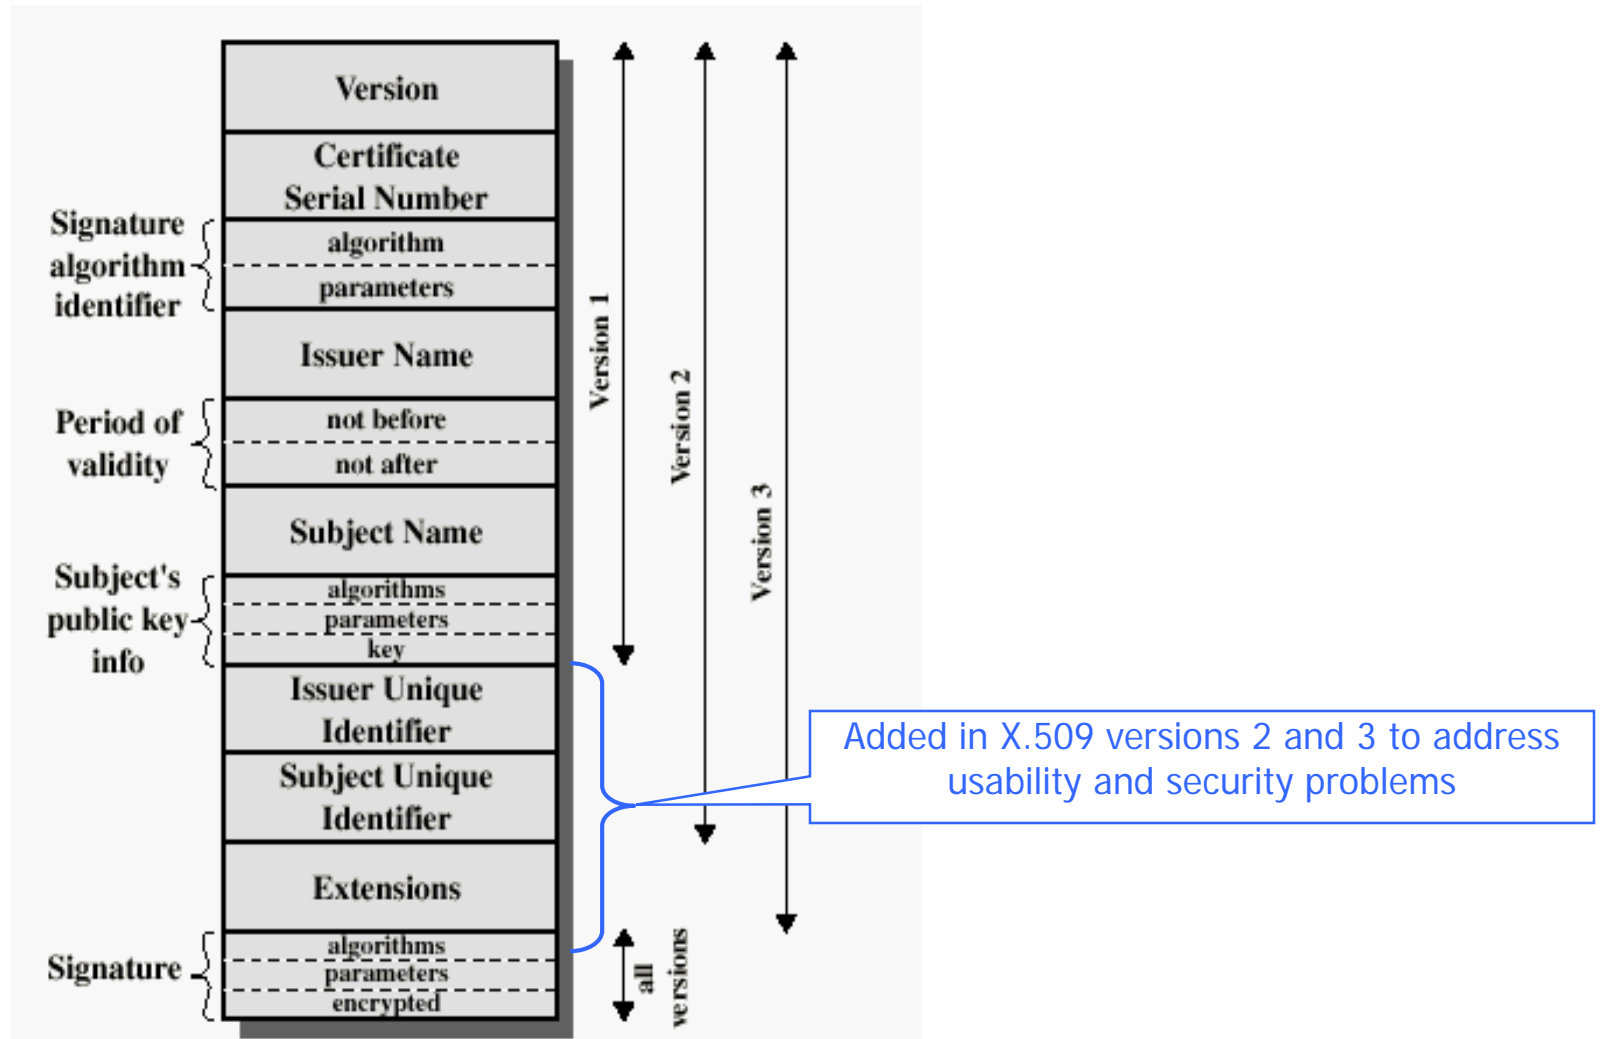 Version
Certificate
Serial Number
Signature
algorithm
identifier
algorithm
parameters
Issuer Name
Period of
validity
not before
not after
Subject Name
Subject's
public key
info
algorithms
parameters
key
Issuer Unique
Identifier
Subject Unique
Identifier
Extensions
Signature
algorithms
parameters
encrypted
Version 1
Version 2
Version 3
all
versions
Added in X.509 versions 2 and 3 to address
usability and security problems